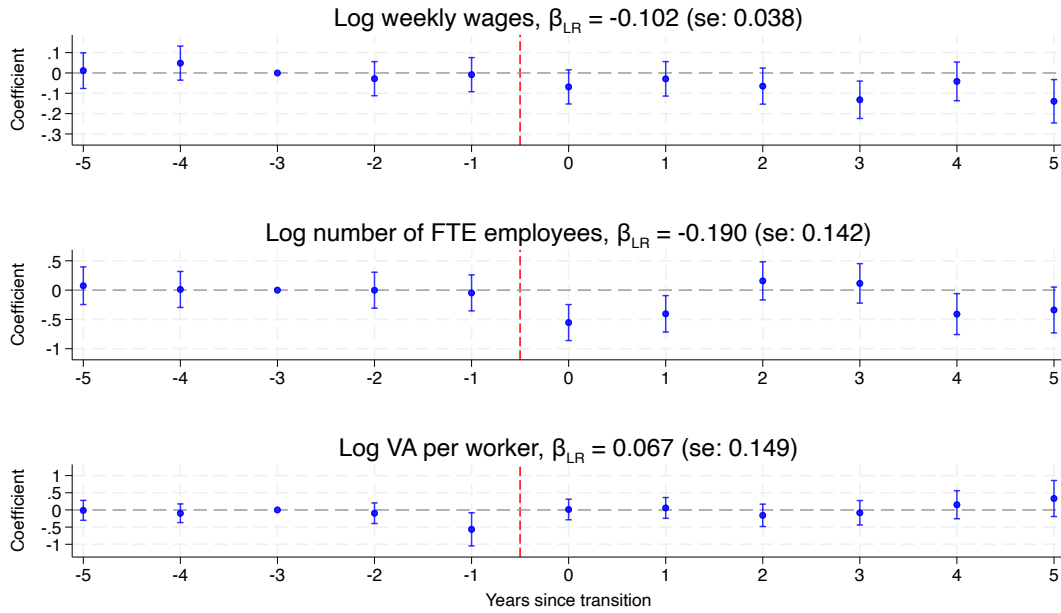 Log weekly wages, β_LR = -0.102 (se: 0.038)
Coefficient
.1
0
-.1
-.2
-.3
-5 -4 -3 -2 -1 0 1 2 3 4 5
Log number of FTE employees, β_LR = -0.190 (se: 0.142)
Coefficient
.5
0
-.5
-1
-5 -4 -3 -2 -1 0 1 2 3 4 5
Log VA per worker, β_LR = 0.067 (se: 0.149)
Coefficient
1
.5
0
-.5
-1
-5 -4 -3 -2 -1 0 1 2 3 4 5
Years since transition